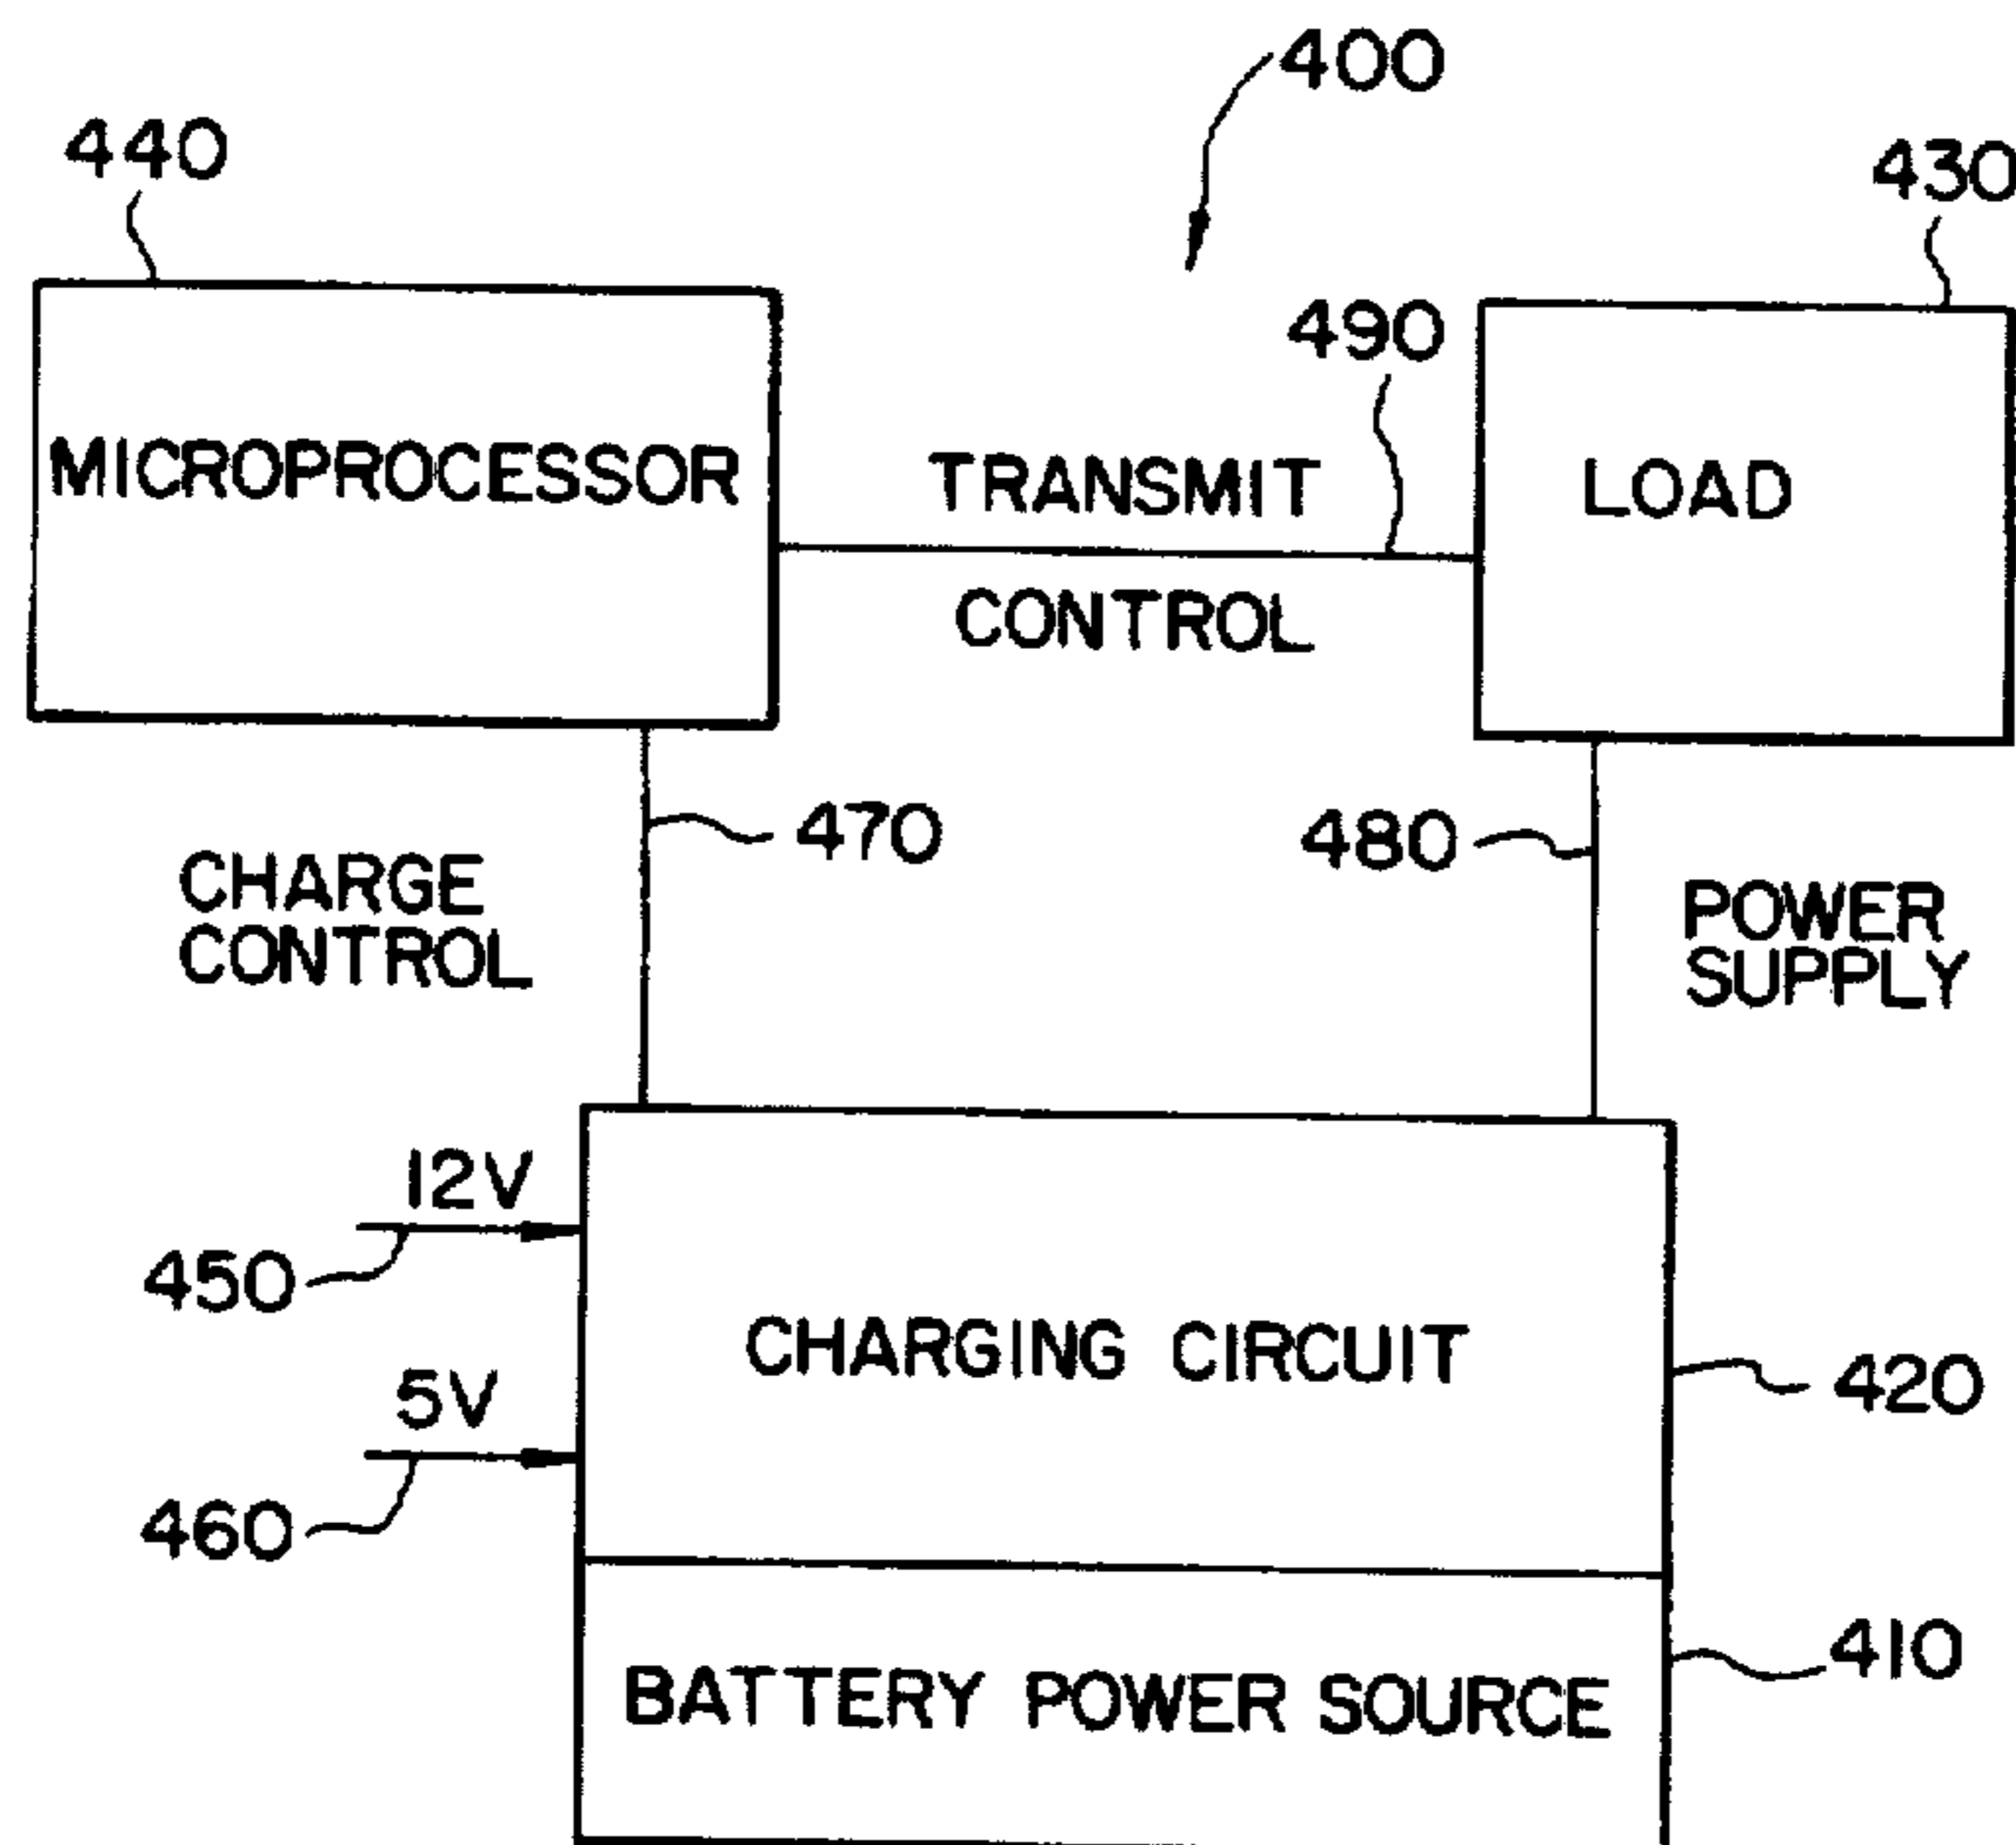 400
440
430
490
MICROPROCESSOR
TRANSMIT
LOAD
CONTROL
470
480
CHARGE
CONTROL
POWER
SUPPLY
12V
450
CHARGING CIRCUIT
5V
420
460
410
BATTERY POWER SOURCE